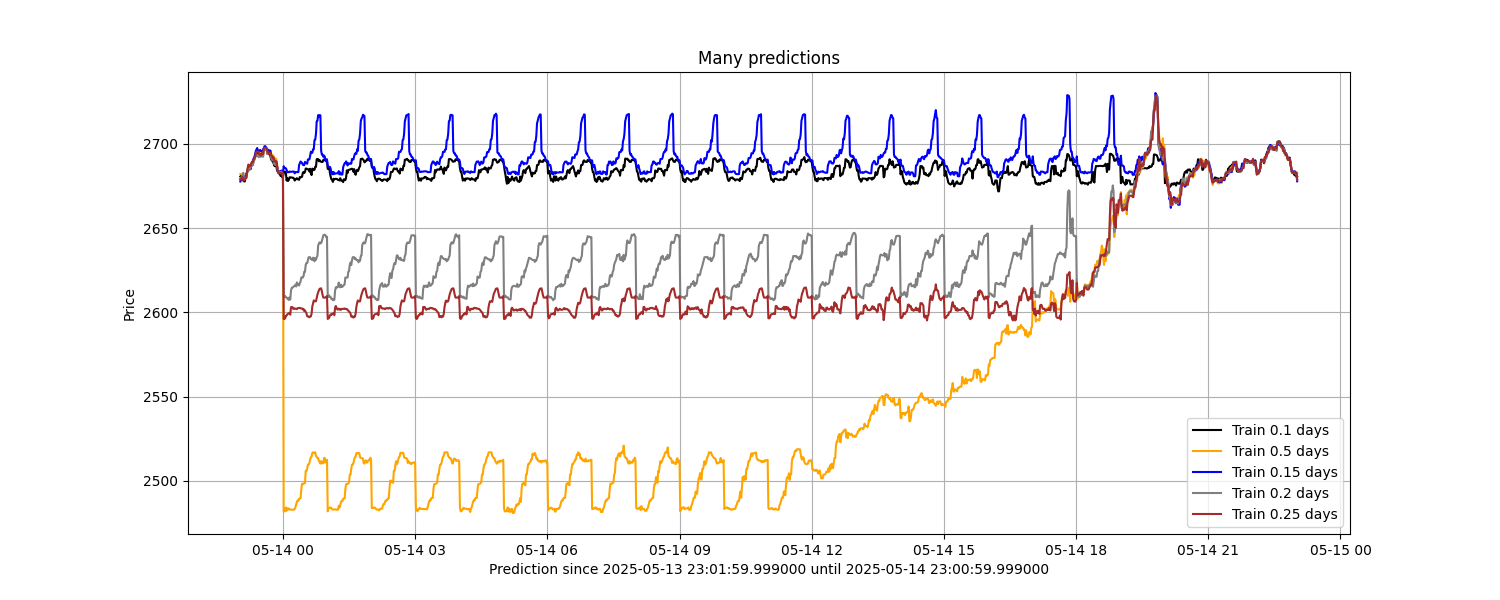 Many predictions
Price
2700
2650
2600
2550
2500
05-14 00 05-14 03 05-14 06 05-14 09 05-14 12 05-14 15 05-14 18 05-14 21 05-15 00
Prediction since 2025-05-13 23:01:59.999000 until 2025-05-14 23:00:59.999000
Train 0.1 days
Train 0.5 days
Train 0.15 days
Train 0.2 days
Train 0.25 days